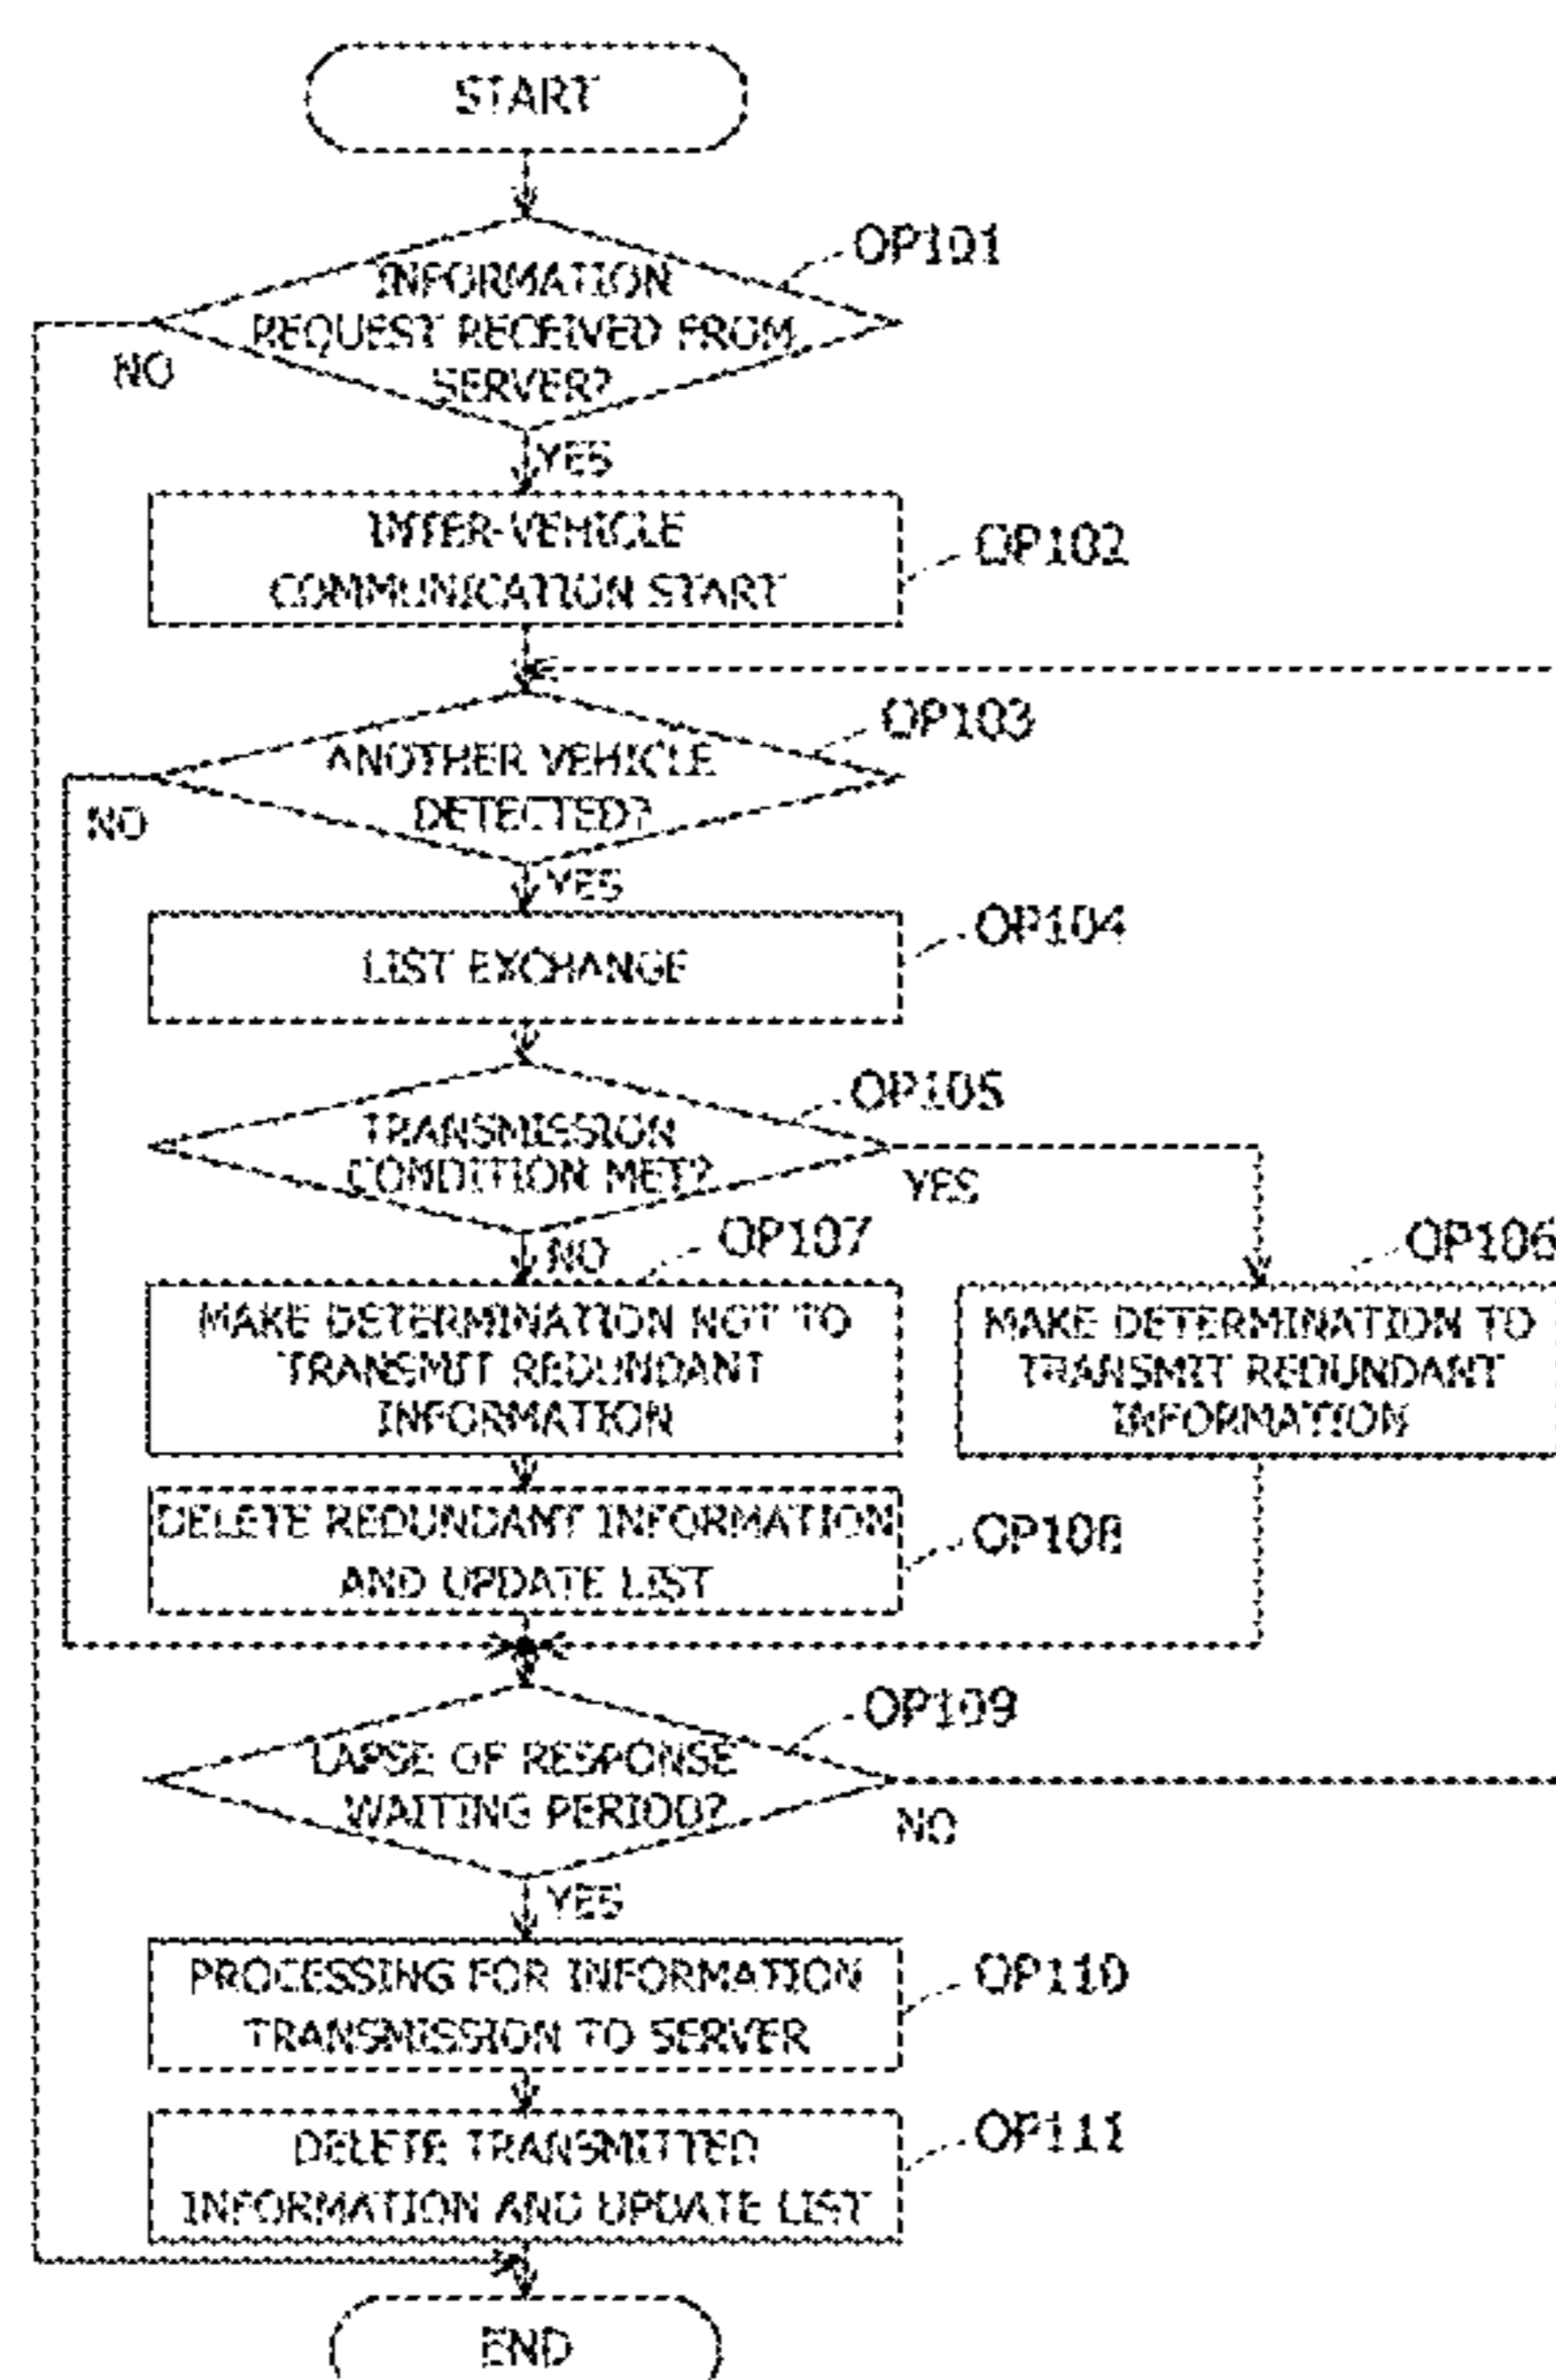 START
OP101
INFORMATION
REQUEST RECEIVED FROM
SERVER?
NO
YES
INTER-VEHICLE
COMMUNICATION START
OP102
OP103
ANOTHER VEHICLE
DETECTED?
NO
YES
LIST EXCHANGE
OP104
OP105
TRANSMISSION
CONDITION MET?
YES
NO
OP107
OP106
MAKE DETERMINATION NOT TO
TRANSMIT REDUNDANT
INFORMATION
MAKE DETERMINATION TO
TRANSMIT REDUNDANT
INFORMATION
DELETE REDUNDANT INFORMATION
AND UPDATE LIST
OP108
OP109
LAPSE OF RESPONSE
WAITING PERIOD?
NO
YES
PROCESSING FOR INFORMATION
TRANSMISSION TO SERVER
OP110
DELETE TRANSMITTED
INFORMATION AND UPDATE LIST
OP111
END